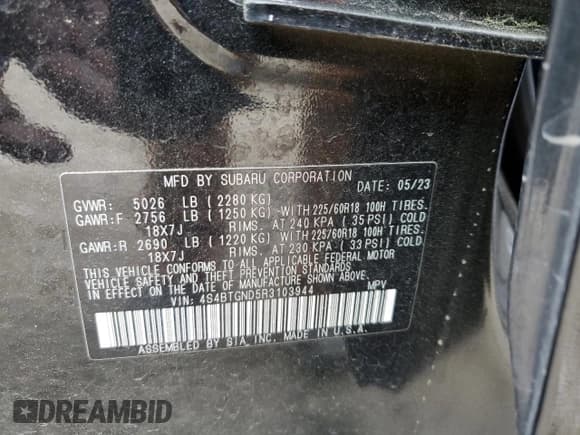 MFD BY SUBARU CORPORATION
DATE: 05/23
GVWR: 5026 LB ( 2280 KG)
GAWR:F 2756 LB ( 1250 KG) WITH 225/60R18 100H TIRES.
18X7J RIMS. AT 240 KPA ( 35 PSI) COLD
GAWR:R 2690 LB ( 1220 KG) WITH 225/60R18 100H TIRES.
18X7J RIMS. AT 230 KPA ( 33 PSI) COLD
THIS VEHICLE CONFORMS TO ALL APPLICABLE FEDERAL MOTOR
VEHICLE SAFETY AND THEFT PREVENTION STANDARDS IN
EFFECT ON THE DATE OF MANUFACTURE SHOWN ABOVE.
VIN: 4S4BTGND5R3103944 MPV
ASSEMBLED BY SIA, INC. MADE IN U.S.A.
DREAMBID